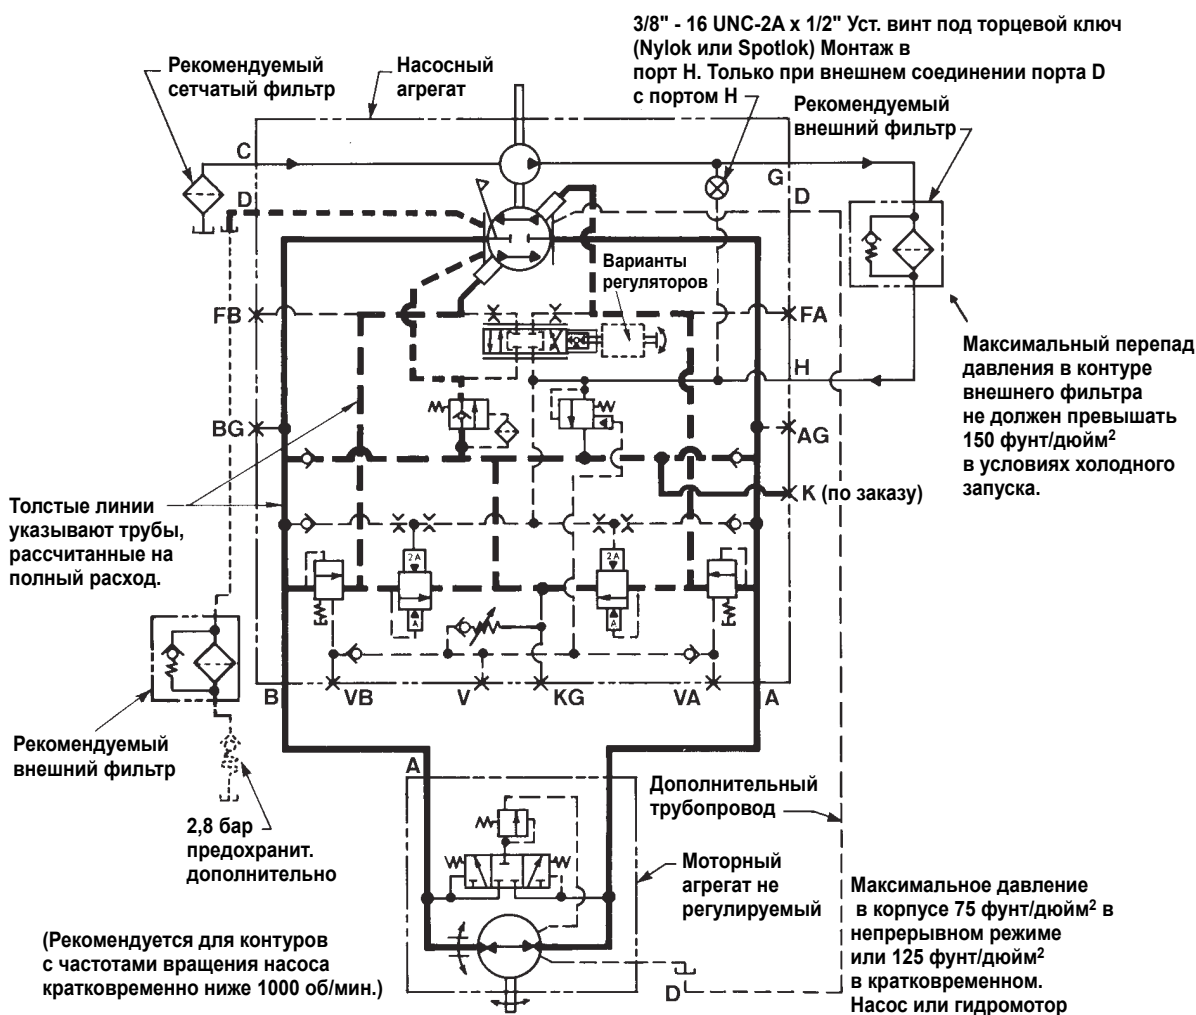 3/8" - 16 UNC-2A x 1/2" Уст. винт под торцевой ключ
(Nylok или Spotlok) Монтаж в
порт H. Только при внешнем соединении порта D
с портом H
Рекомендуемый
сетчатый фильтр
Насосный
агрегат
Рекомендуемый
внешний фильтр
C
G
D
D
Варианты
регуляторов
FB
FA
H
Максимальный перепад
давления в контуре
внешнего фильтра
не должен превышать
150 фунт/дюйм²
в условиях холодного
запуска.
BG
AG
K (по заказу)
Толстые линии
указывают трубы,
рассчитанные на
полный расход.
2A
2A
A
A
B
VB
V
KG
VA
A
Рекомендуемый
внешний фильтр
2,8 бар
предохранит.
дополнительно
A
Дополнительный
трубопровод
Моторный
агрегат не
регулируемый
(Рекомендуется для контуров
с частотами вращения насоса
кратковременно ниже 1000 об/мин.)
D
Максимальное давление
в корпусе 75 фунт/дюйм² в
непрерывном режиме
или 125 фунт/дюйм²
в кратковременном.
Насос или гидромотор